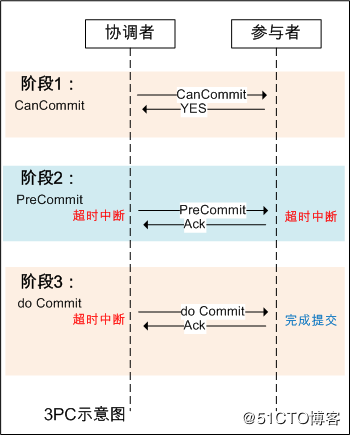 协调者
参与者
阶段1：
CanCommit
CanCommit
YES
阶段2：
PreCommit
PreCommit
超时中断
超时中断
Ack
阶段3：
do Commit
do Commit
超时中断
完成提交
Ack
3PC示意图
@51CTO博客